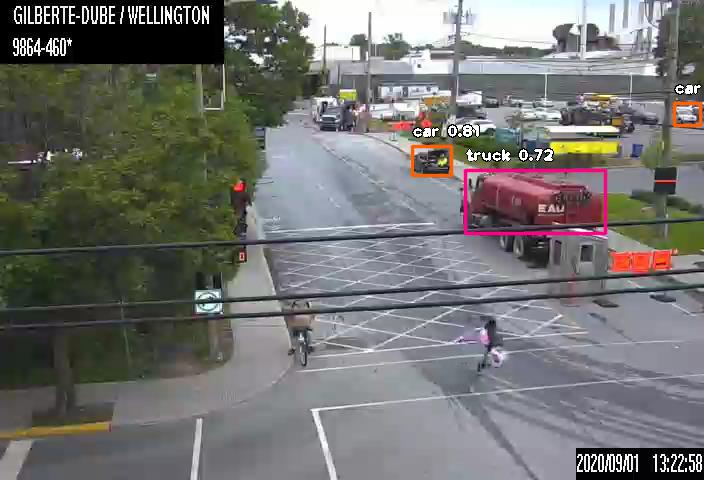 GILBERTE-DUBE / WELLINGTON
9864-460*
car
car 0.81
truck 0.72
EAU
2020/09/01 13:22:58